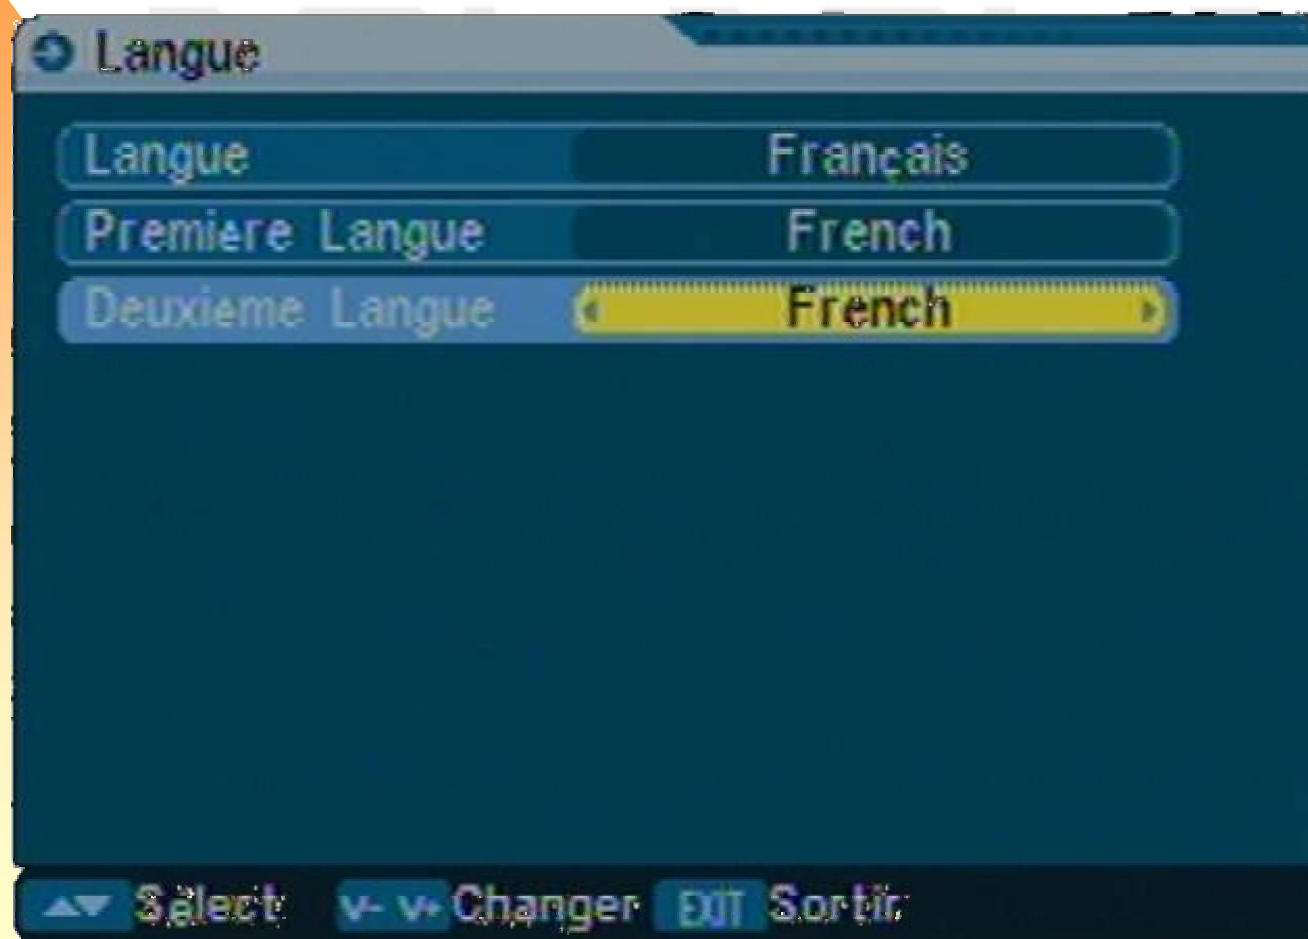 Langue
Langue Français
Premiere Langue French
Deuxieme Langue French
Sélect V- V+ Changer EXIT Sortir